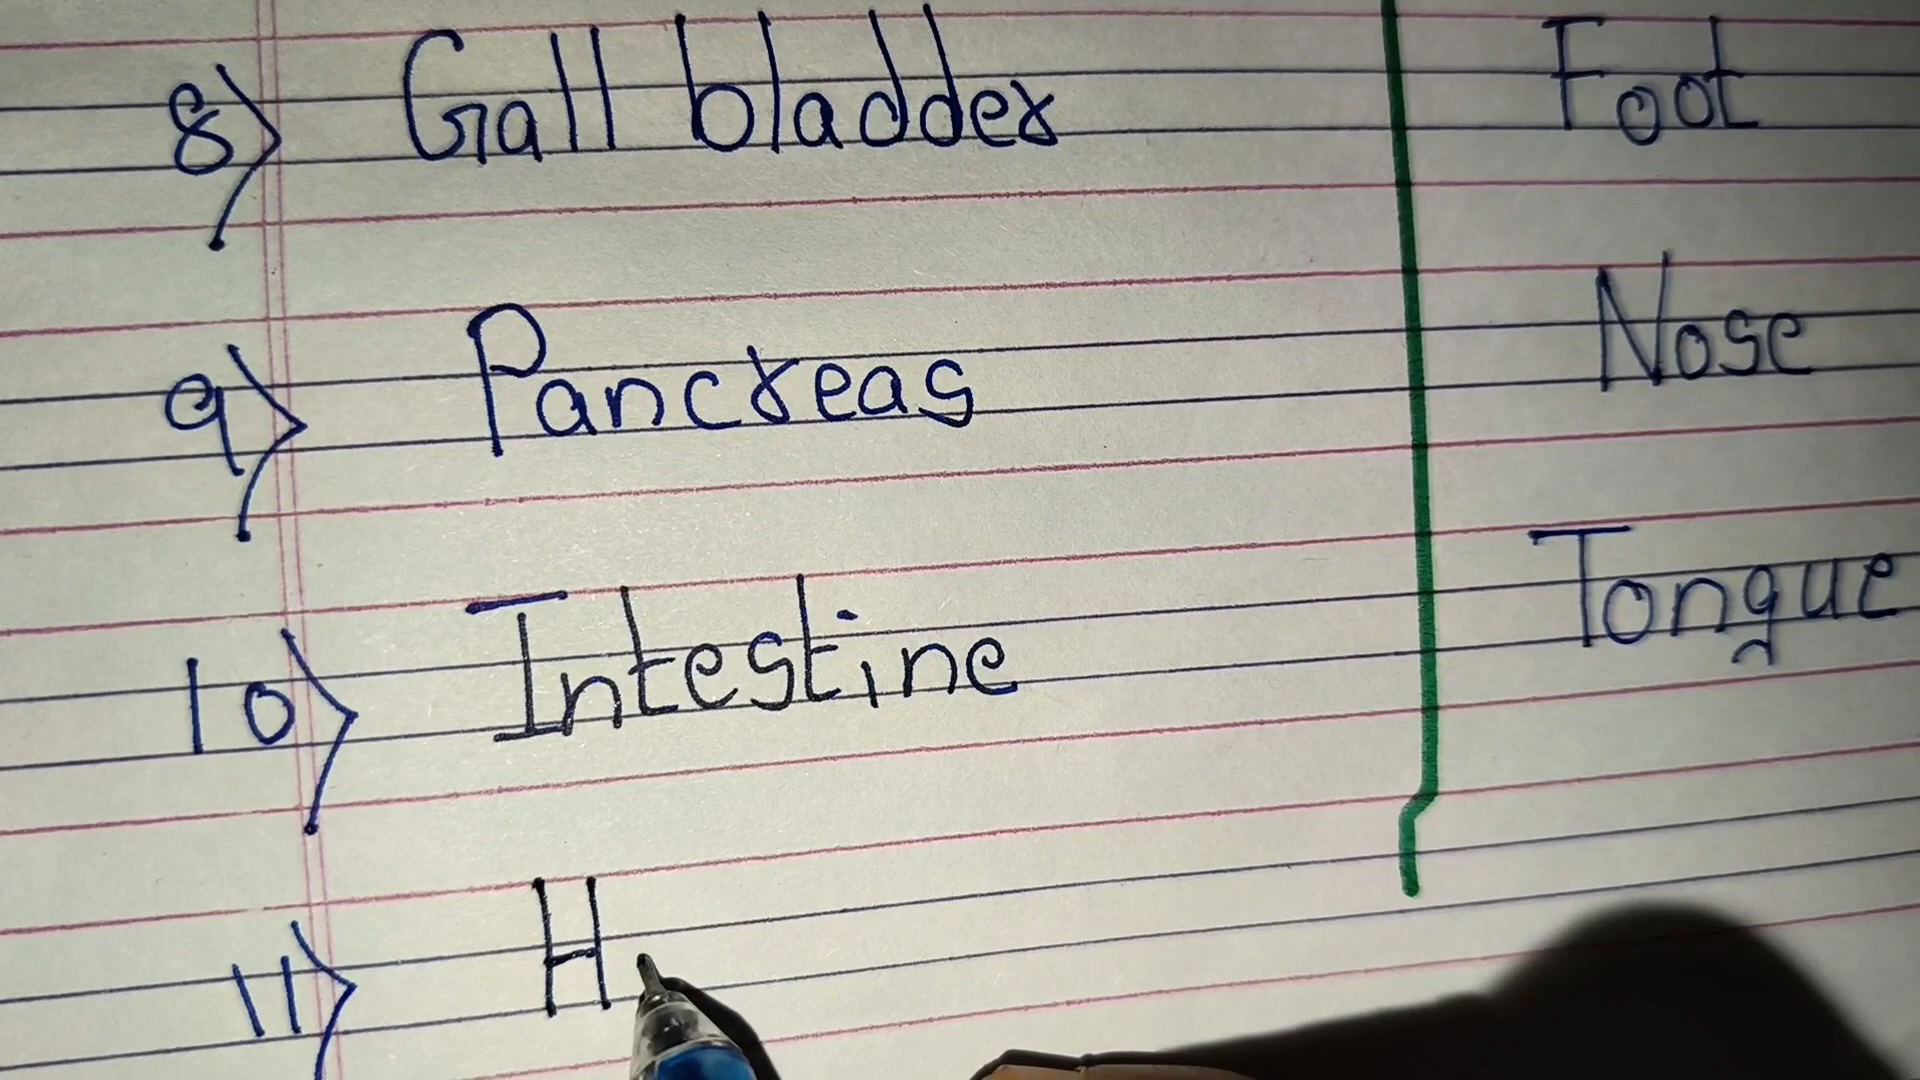 8) Gall bladder Foot
9) Pancreas Nose
10) Intestine Tongue
11) H